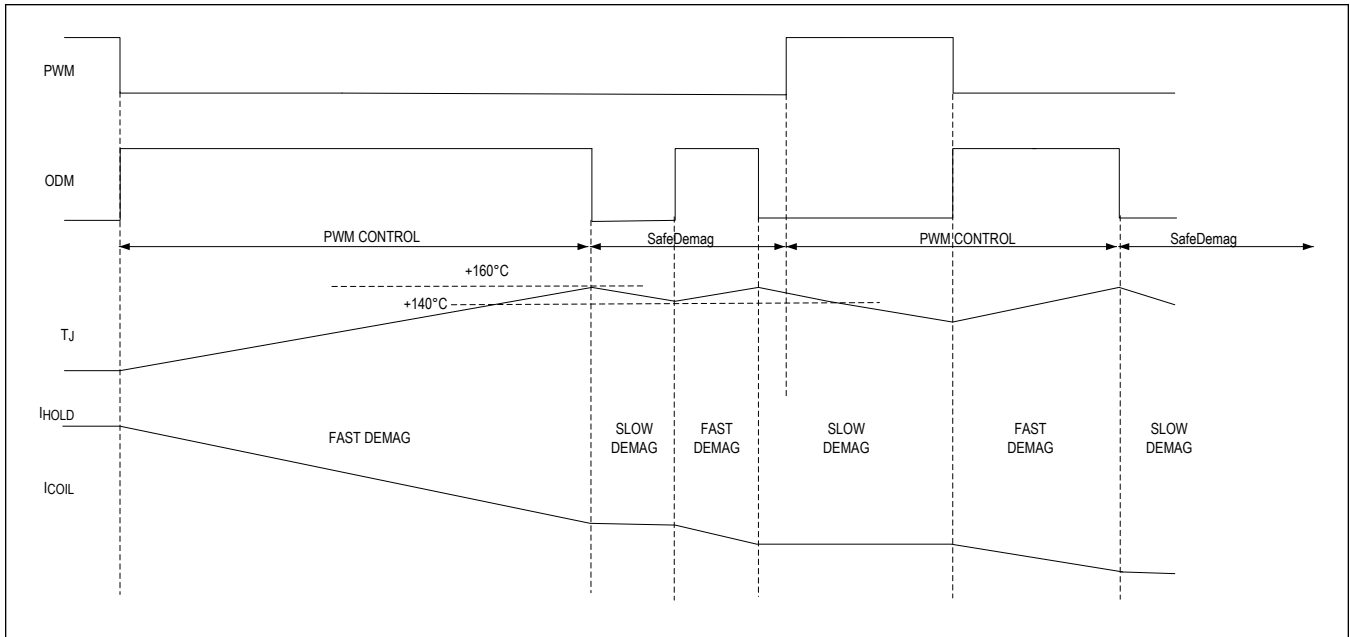 PWM
ODM
PWM CONTROL
SafeDemag
PWM CONTROL
SafeDemag
+160°C
+140°C
TJ
IHOLD
FAST DEMAG
SLOW
DEMAG
FAST
DEMAG
SLOW
DEMAG
FAST
DEMAG
SLOW
DEMAG
ICOIL